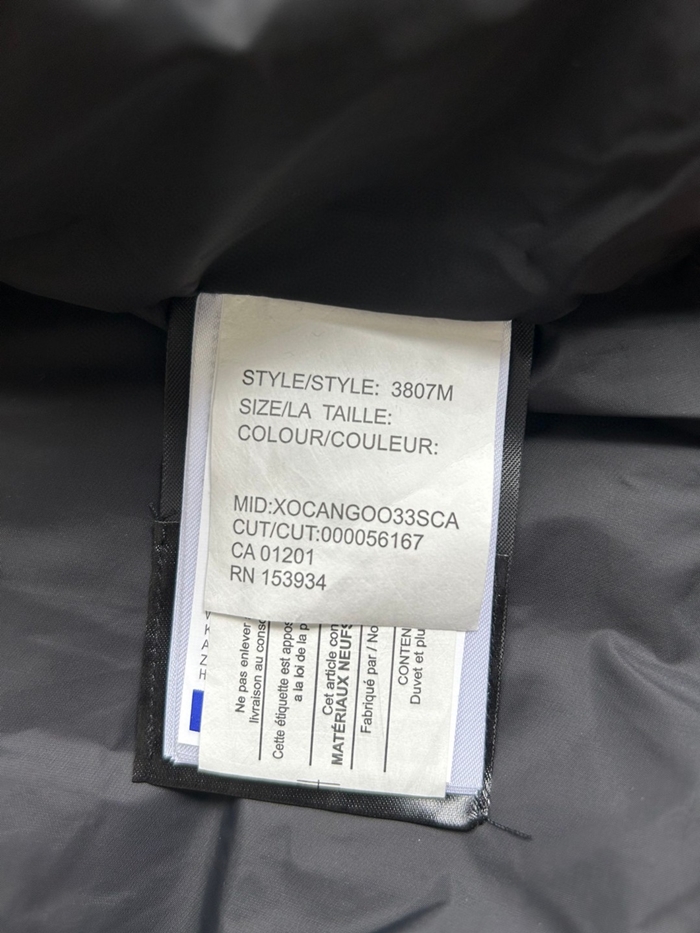 STYLE/STYLE: 3807M
SIZE/LA TAILLE:
COLOUR/COULEUR:
MID:XOCANGOO33SCA
CUT/CUT:000056167
CA 01201
RN 153934
K
A
Z
H
Ne pas enlever
livraison au conso
Cette étiquette est appos
a la loi de la p
Cet article con
MATÉRIAUX NEUFS
Fabriqué par / No
CONTEN
Duvet et plu